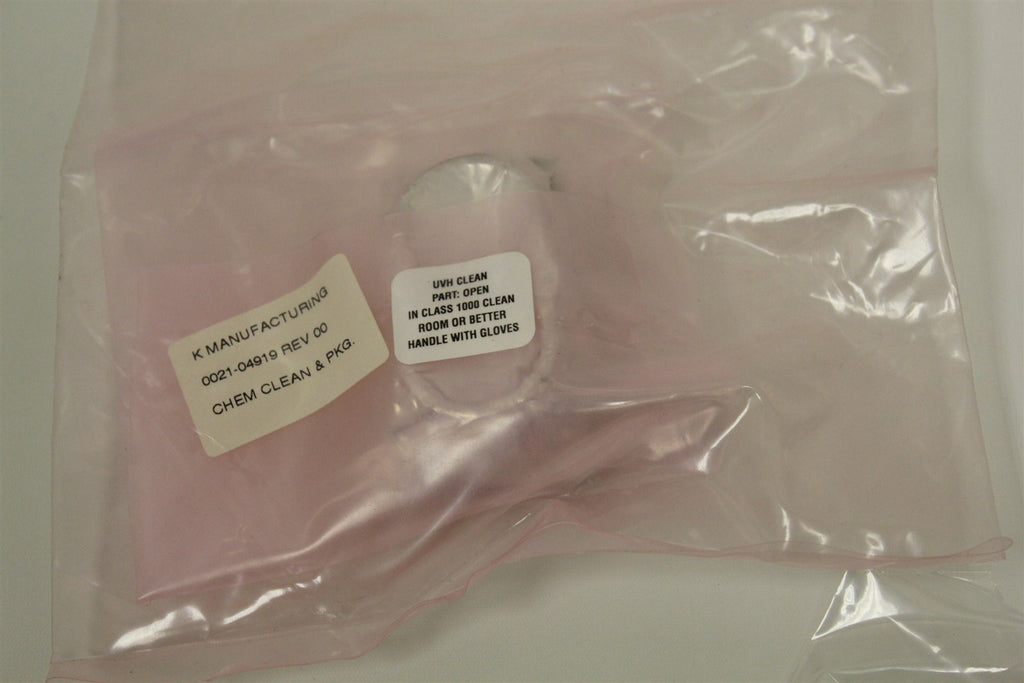 K MANUFACTURING
0021-04919 REV 00
CHEM CLEAN & PKG.
UVH CLEAN
PART: OPEN
IN CLASS 1000 CLEAN
ROOM OR BETTER
HANDLE WITH GLOVES